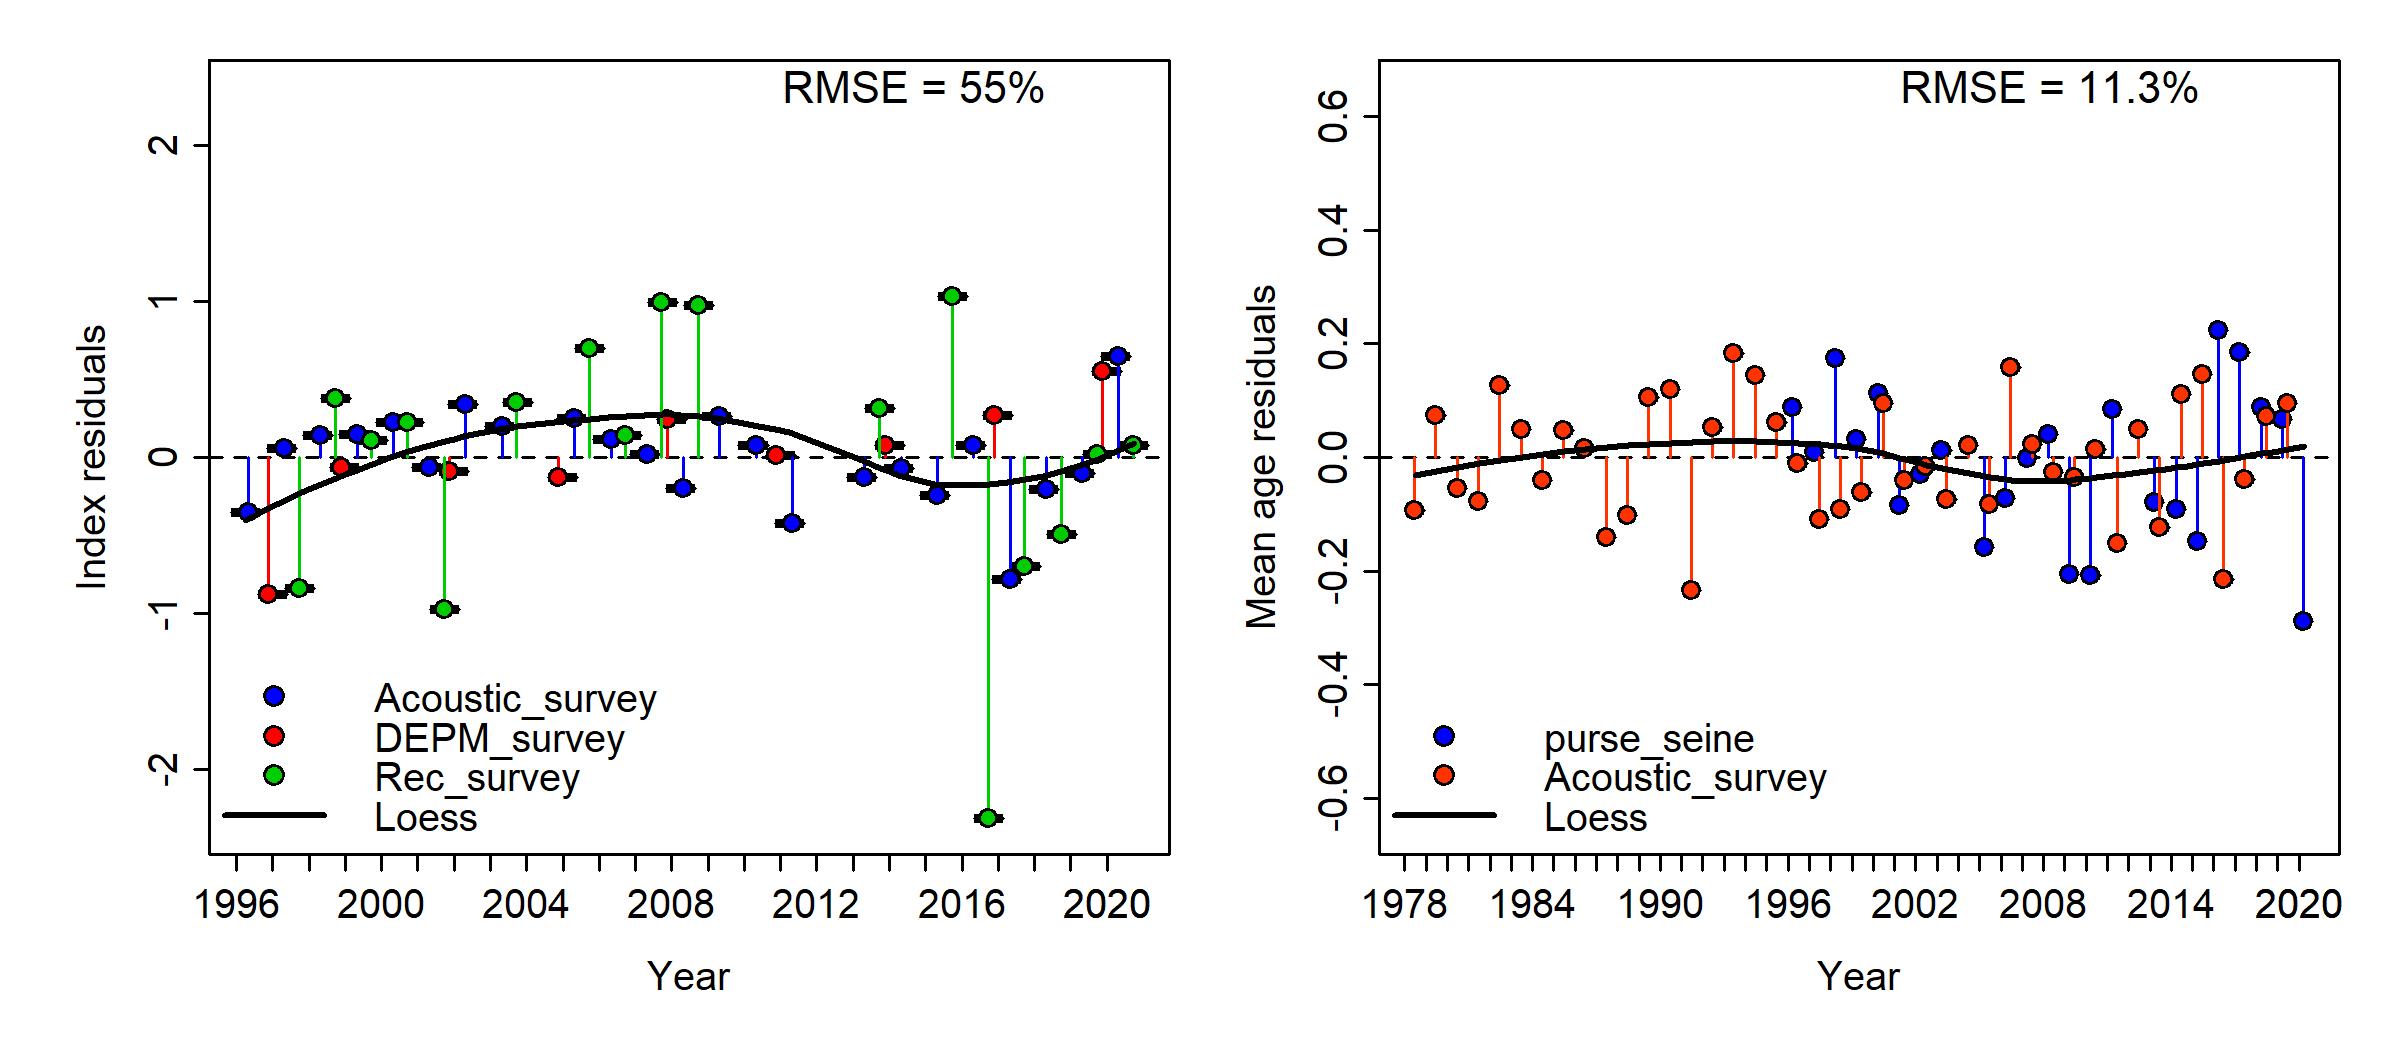 RMSE = 55%
Index residuals
2
1
0
-1
-2
Acoustic_survey
DEPM_survey
Rec_survey
Loess
1996 2000 2004 2008 2012 2016 2020
Year
RMSE = 11.3%
Mean age residuals
0.6
0.4
0.2
0.0
-0.2
-0.4
-0.6
purse_seine
Acoustic_survey
Loess
1978 1984 1990 1996 2002 2008 2014 2020
Year